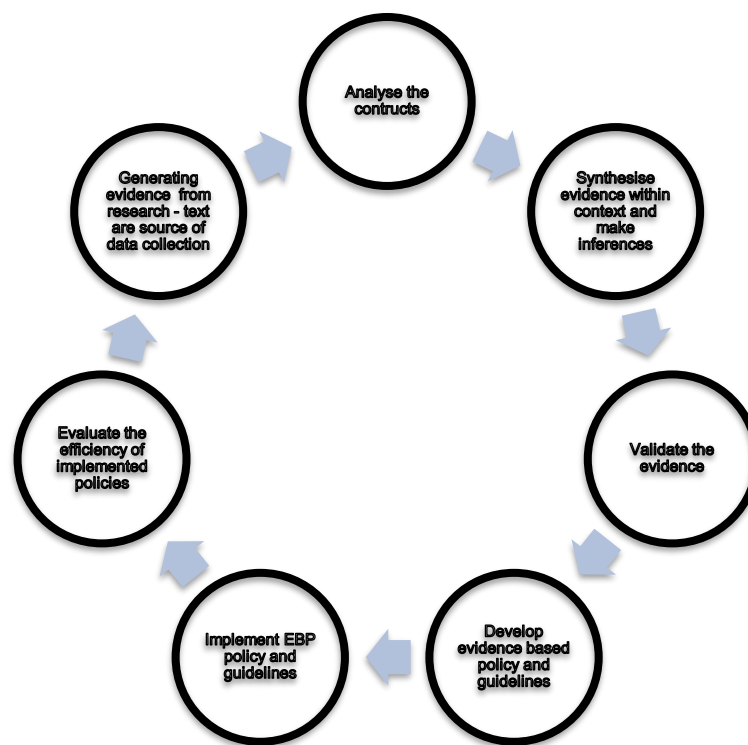 Analyse the
contructs
Synthesise
evidence within
context and
make
inferences
Validate the
evidence
Develop
evidence based
policy and
guidelines
Implement EBP
policy and
guidelines
Evaluate the
efficiency of
implemented
policies
Generating
evidence from
research - text
are source of
data collection